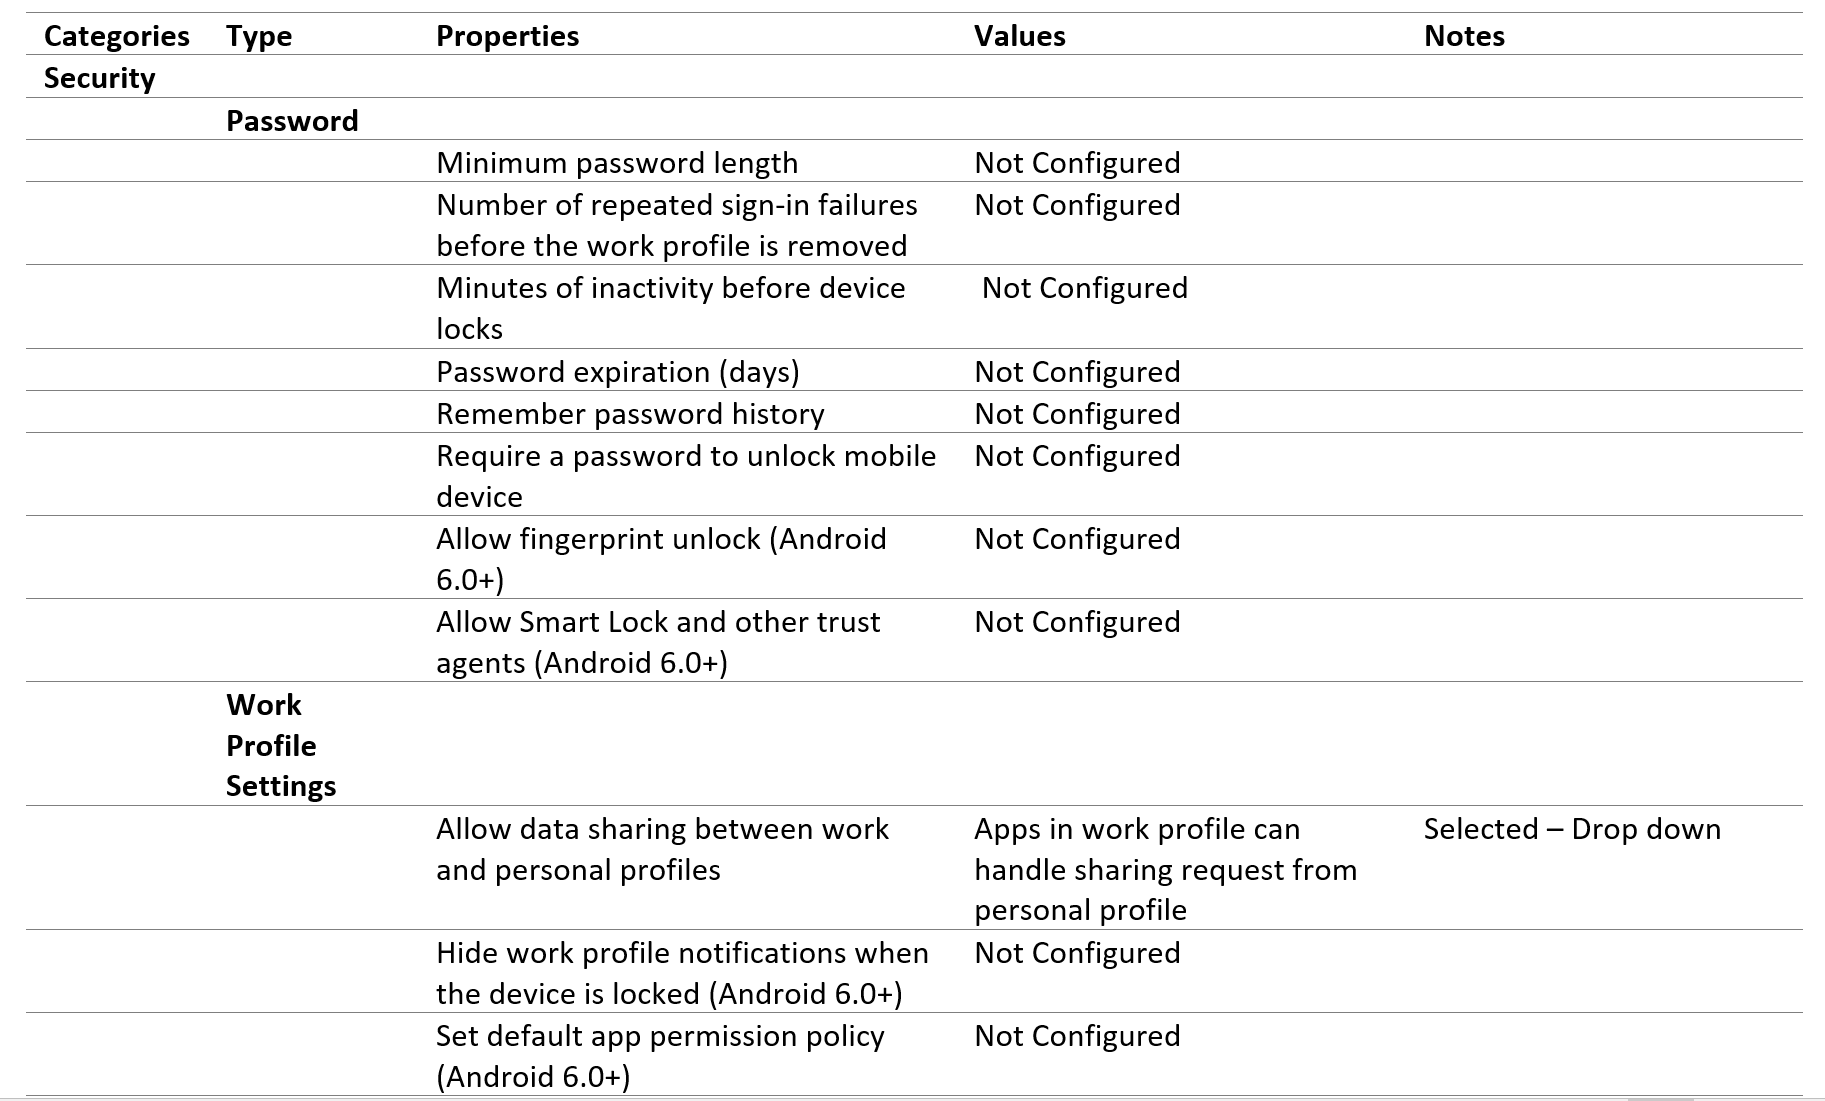 Categories Type Properties Values Notes
Security
Password
Minimum password length Not Configured
Number of repeated sign-in failures Not Configured
before the work profile is removed
Minutes of inactivity before device Not Configured
locks
Password expiration (days) Not Configured
Remember password history Not Configured
Require a password to unlock mobile Not Configured
device
Allow fingerprint unlock (Android Not Configured
6.0+)
Allow Smart Lock and other trust Not Configured
agents (Android 6.0+)
Work
Profile
Settings
Allow data sharing between work Apps in work profile can Selected – Drop down
and personal profiles handle sharing request from
personal profile
Hide work profile notifications when Not Configured
the device is locked (Android 6.0+)
Set default app permission policy Not Configured
(Android 6.0+)